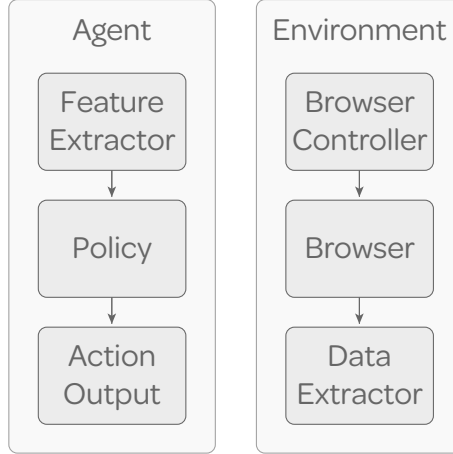 Agent
Feature
Extractor
Policy
Action
Output
Environment
Browser
Controller
Browser
Data
Extractor